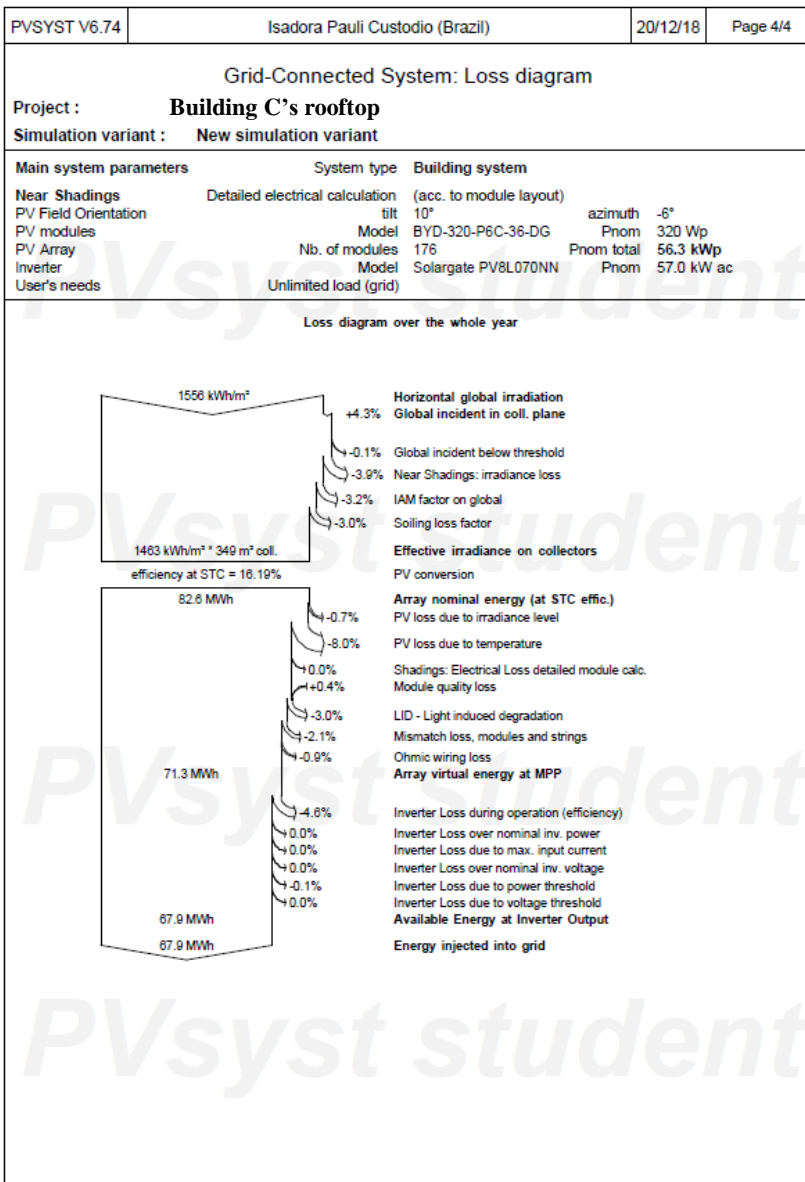 PVSYST V6.74 Isadora Pauli Custodio (Brazil) 20/12/18 Page 4/4
Grid-Connected System: Loss diagram
Project : Building C's rooftop
Simulation variant : New simulation variant
Main system parameters System type Building system
Near Shadings Detailed electrical calculation (acc. to module layout)
PV Field Orientation tilt 10° azimuth -6°
PV modules Model BYD-320-P6C-36-DG Pnom 320 Wp
PV Array Nb. of modules 176 Pnom total 56.3 kWp
Inverter Model Solargate PV8L070NN Pnom 57.0 kW ac
User's needs Unlimited load (grid)
PVsyst student
Loss diagram over the whole year
1556 kWh/m² Horizontal global irradiation
+4.3% Global incident in coll. plane
-0.1% Global incident below threshold
-3.9% Near Shadings: irradiance loss
-3.2% IAM factor on global
-3.0% Soiling loss factor
PVsyst student
1463 kWh/m² * 349 m² coll. Effective irradiance on collectors
efficiency at STC = 16.19% PV conversion
82.6 MWh Array nominal energy (at STC effic.)
-0.7% PV loss due to irradiance level
-8.0% PV loss due to temperature
0.0% Shadings: Electrical Loss detailed module calc.
+0.4% Module quality loss
-3.0% LID - Light induced degradation
-2.1% Mismatch loss, modules and strings
-0.9% Ohmic wiring loss
71.3 MWh Array virtual energy at MPP
PVsyst student
-4.6% Inverter Loss during operation (efficiency)
0.0% Inverter Loss over nominal inv. power
0.0% Inverter Loss due to max. input current
0.0% Inverter Loss over nominal inv. voltage
-0.1% Inverter Loss due to power threshold
0.0% Inverter Loss due to voltage threshold
67.9 MWh Available Energy at Inverter Output
67.9 MWh Energy injected into grid
PVsyst student